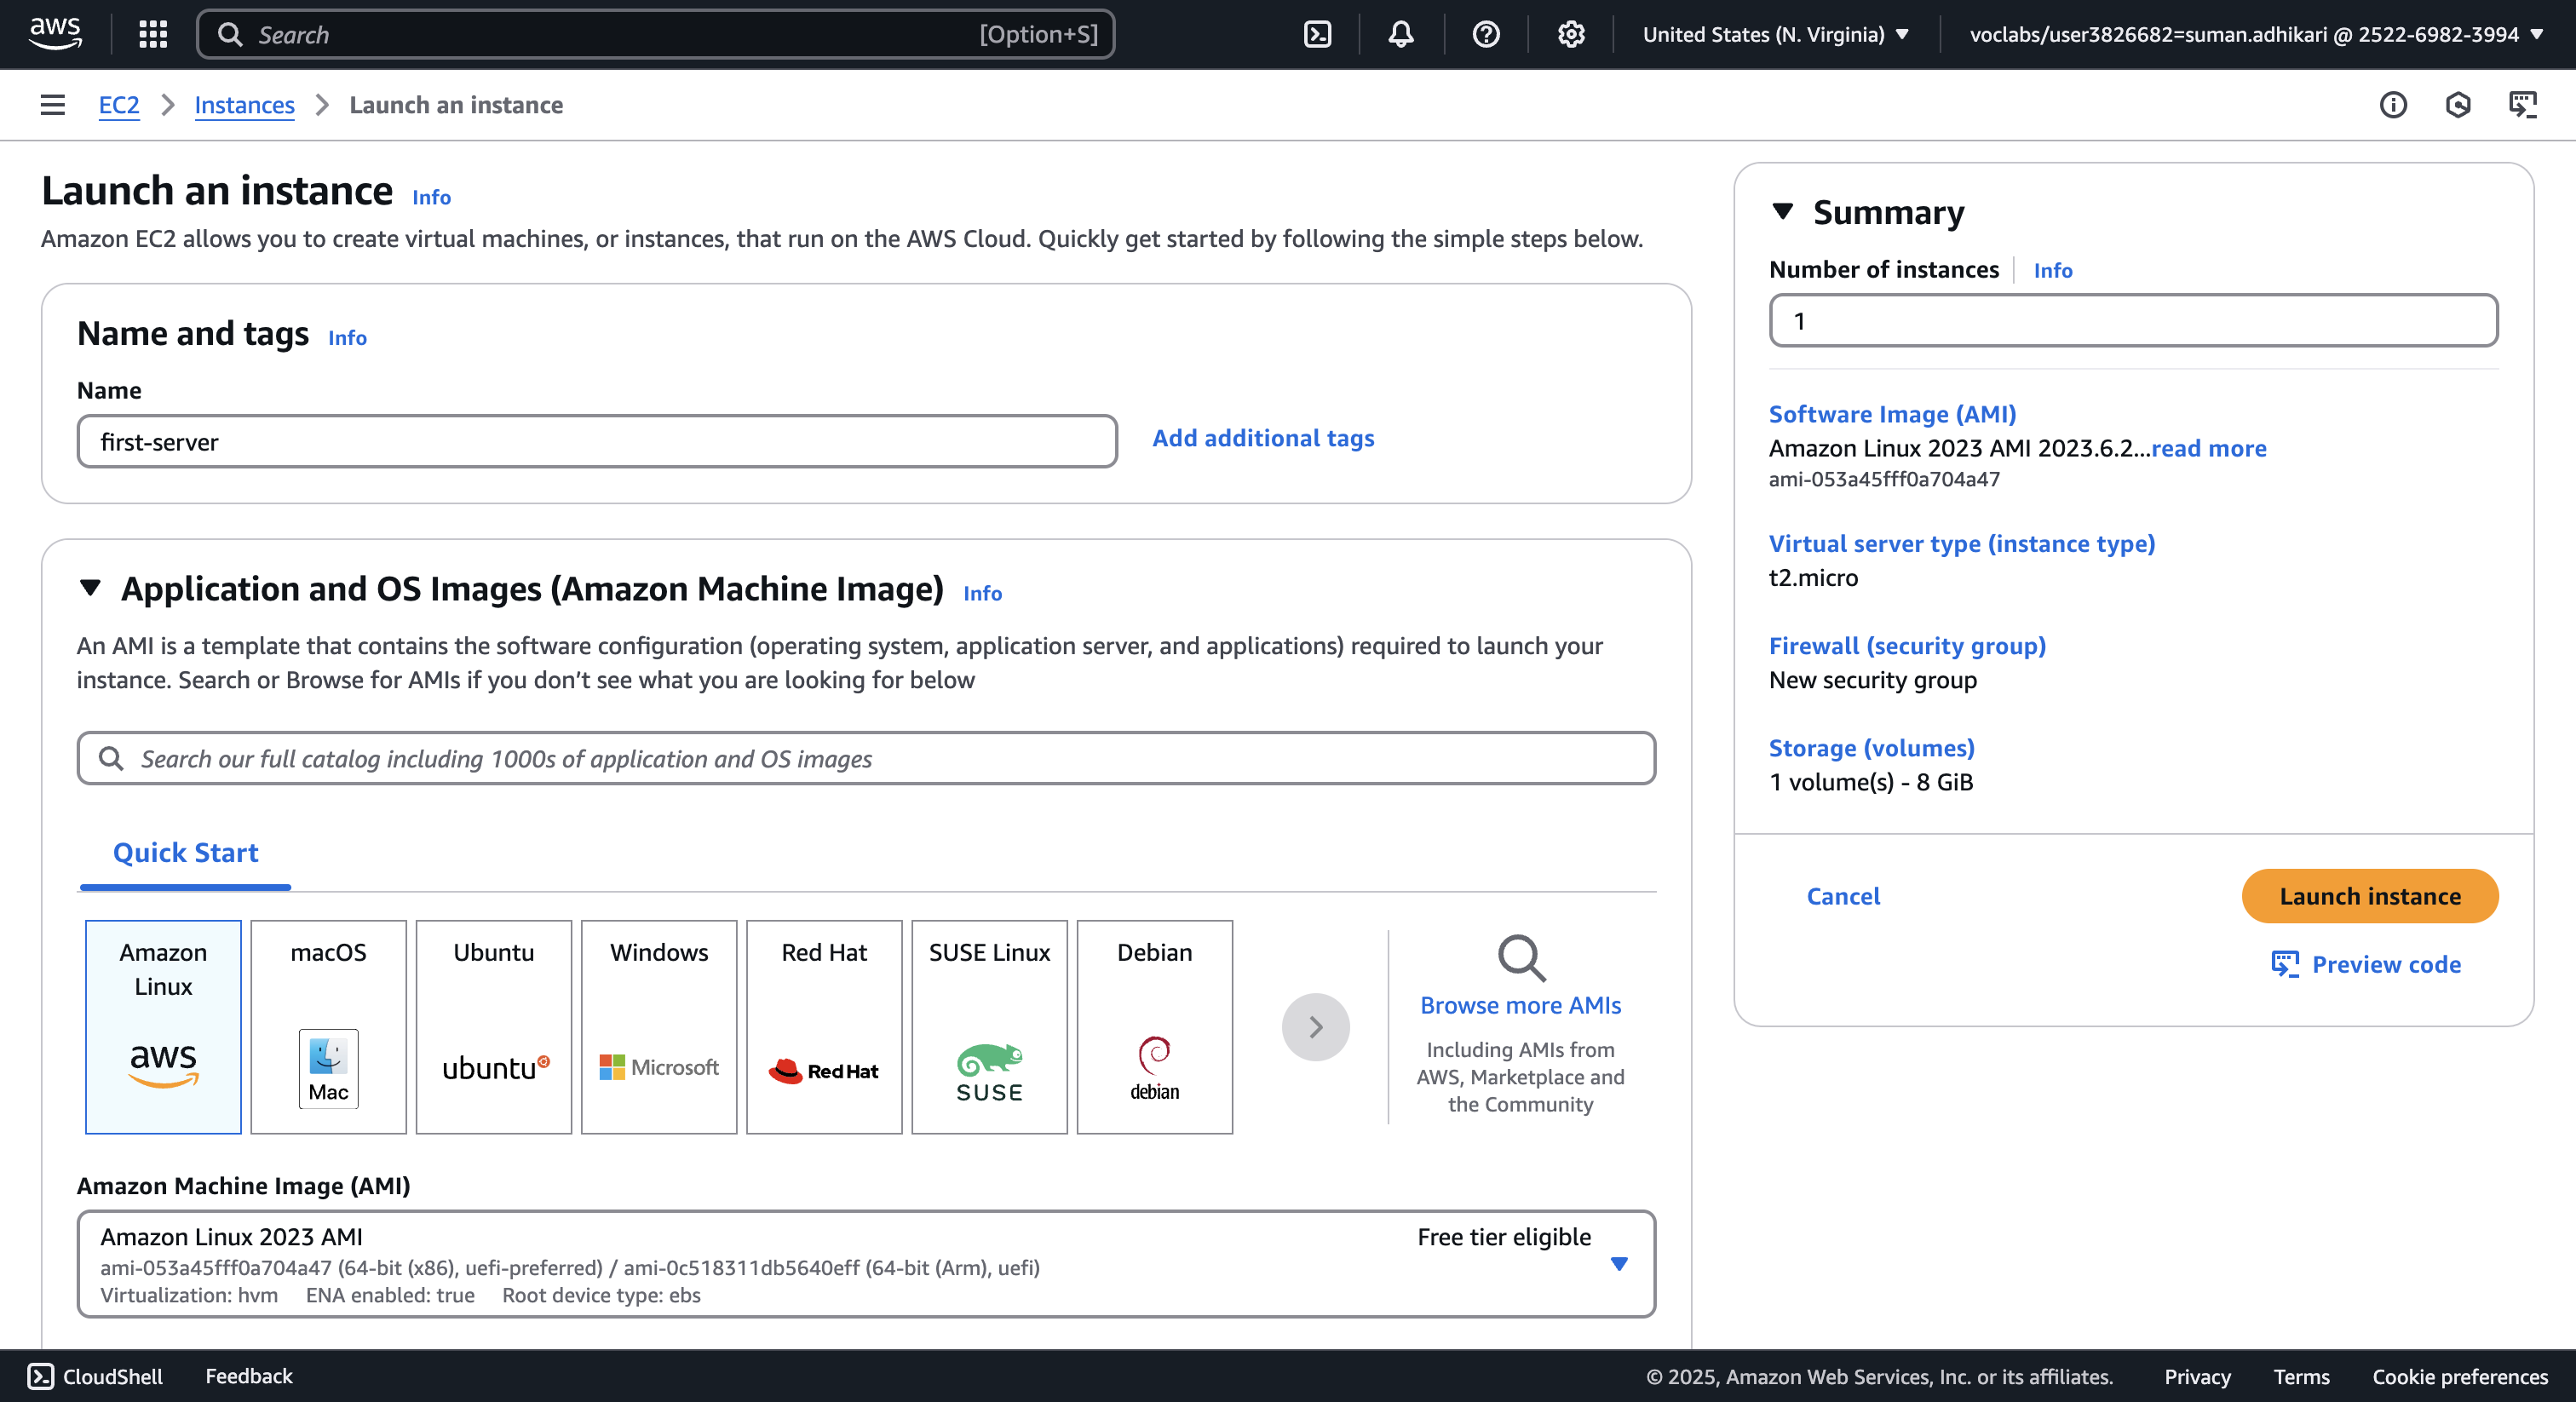 aws
Search
[Option+S]
United States (N. Virginia)
voclabs/user3826682=suman.adhikari @ 2522-6982-3994
EC2
Instances
Launch an instance
Launch an instance Info
Amazon EC2 allows you to create virtual machines, or instances, that run on the AWS Cloud. Quickly get started by following the simple steps below.
Name and tags Info
Name
first-server
Add additional tags
Application and OS Images (Amazon Machine Image) Info
An AMI is a template that contains the software configuration (operating system, application server, and applications) required to launch your
instance. Search or Browse for AMIs if you don’t see what you are looking for below
Search our full catalog including 1000s of application and OS images
Quick Start
Amazon
Linux
aws
macOS
Mac
Ubuntu
ubuntu
Windows
Microsoft
Red Hat
Red Hat
SUSE Linux
SUSE
Debian
debian
Browse more AMIs
Including AMIs from
AWS, Marketplace and
the Community
Amazon Machine Image (AMI)
Amazon Linux 2023 AMI
Free tier eligible
ami-053a45fff0a704a47 (64-bit (x86), uefi-preferred) / ami-0c518311db5640eff (64-bit (Arm), uefi)
Virtualization: hvm ENA enabled: true Root device type: ebs
Summary
Number of instances Info
1
Software Image (AMI)
Amazon Linux 2023 AMI 2023.6.2...read more
ami-053a45fff0a704a47
Virtual server type (instance type)
t2.micro
Firewall (security group)
New security group
Storage (volumes)
1 volume(s) - 8 GiB
Cancel
Launch instance
Preview code
CloudShell
Feedback
© 2025, Amazon Web Services, Inc. or its affiliates.
Privacy
Terms
Cookie preferences